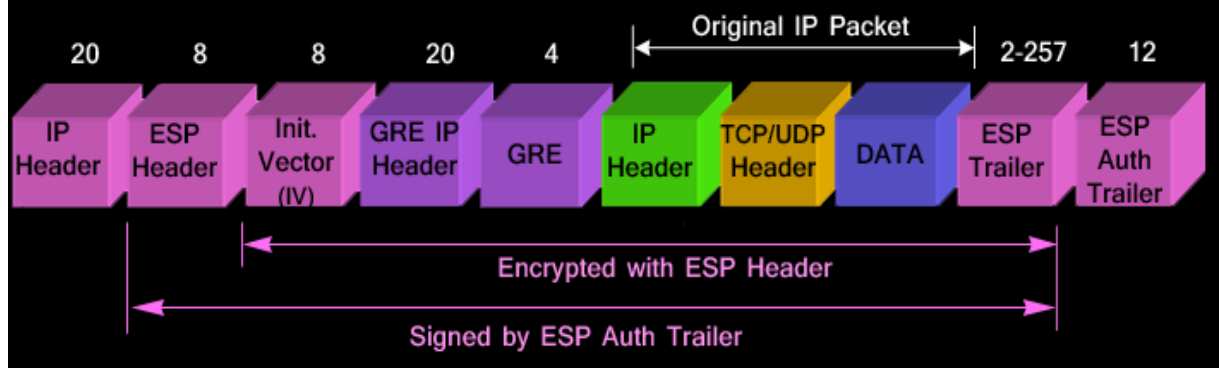 Original IP Packet
20 8 8 20 4 2-257 12
IP Header
ESP Header
Init. Vector (IV)
GRE IP Header
GRE
IP Header
TCP/UDP Header
DATA
ESP Trailer
ESP Auth Trailer
Encrypted with ESP Header
Signed by ESP Auth Trailer